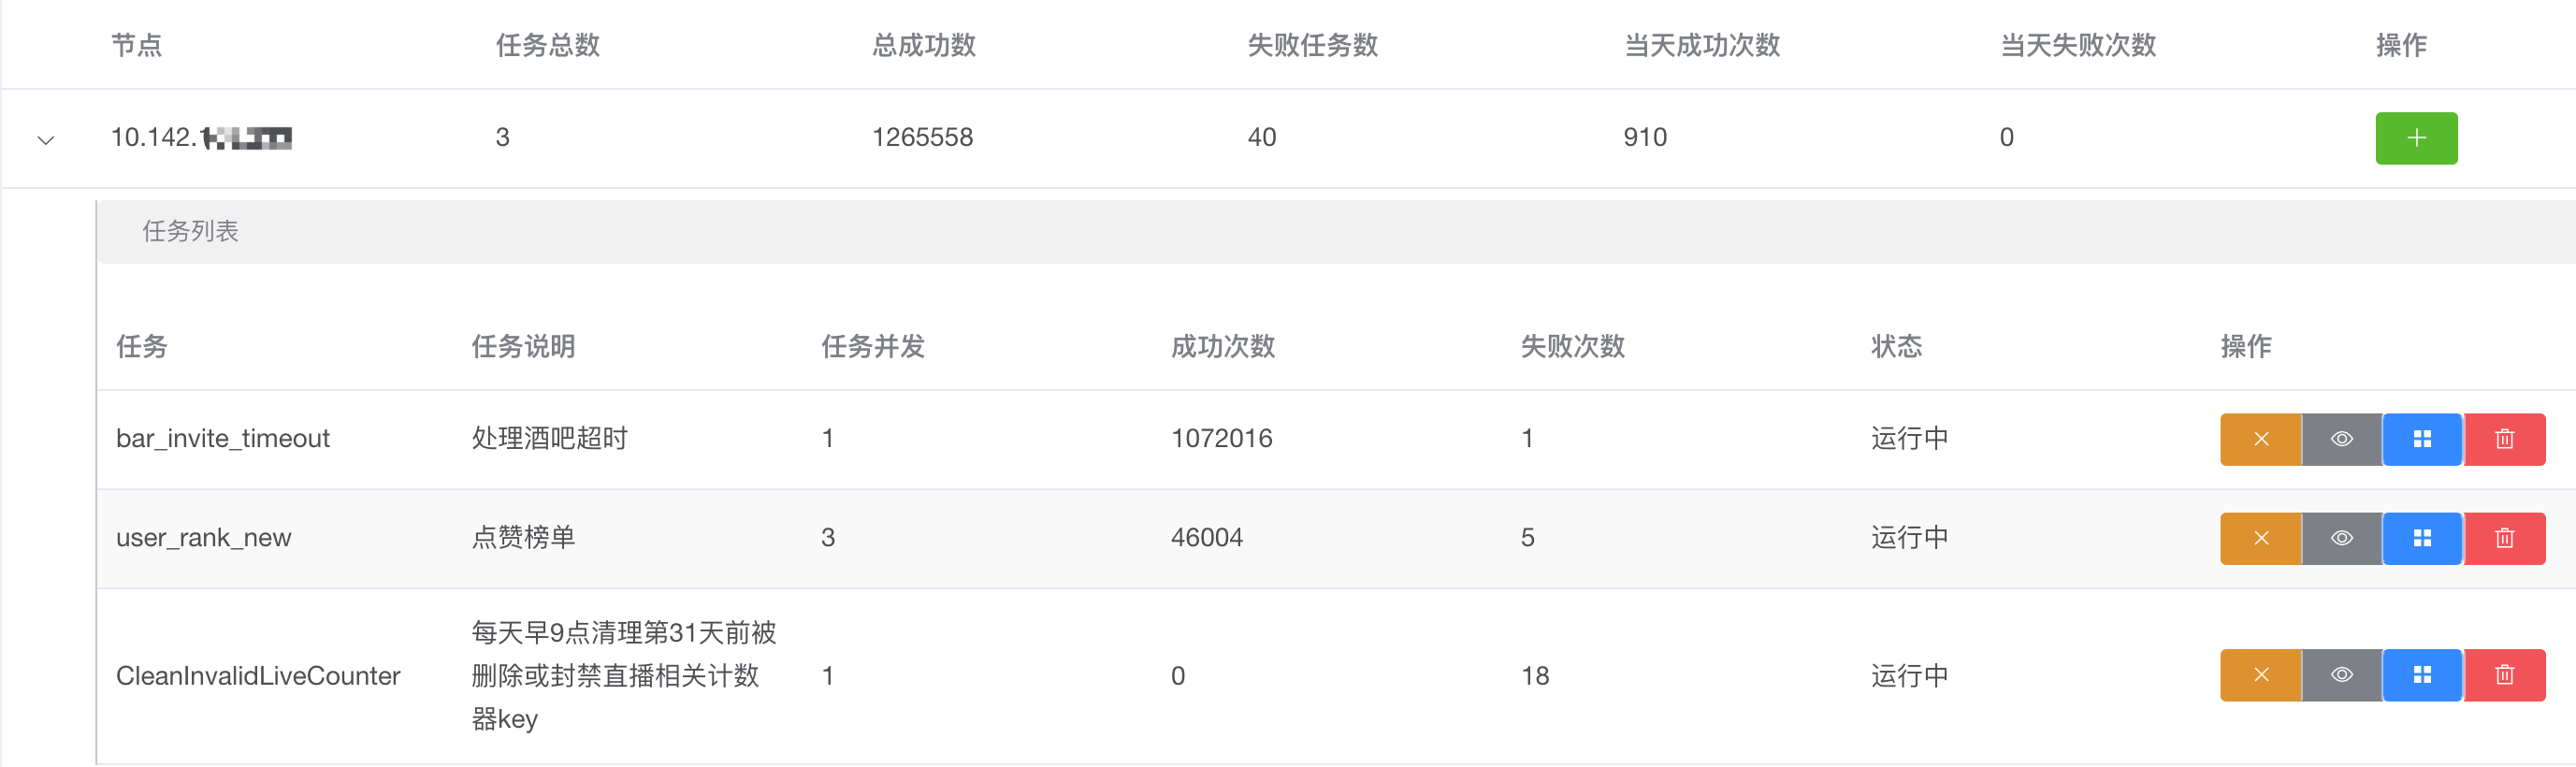 节点 任务总数 总成功数 失败任务数 当天成功次数 当天失败次数 操作
10.142. 3 1265558 40 910 0
任务列表
任务 任务说明 任务并发 成功次数 失败次数 状态 操作
bar_invite_timeout 处理酒吧超时 1 1072016 1 运行中
user_rank_new 点赞榜单 3 46004 5 运行中
每天早9点清理第31天前被
CleanInvalidLiveCounter 删除或封禁直播相关计数 1 0 18 运行中
器key